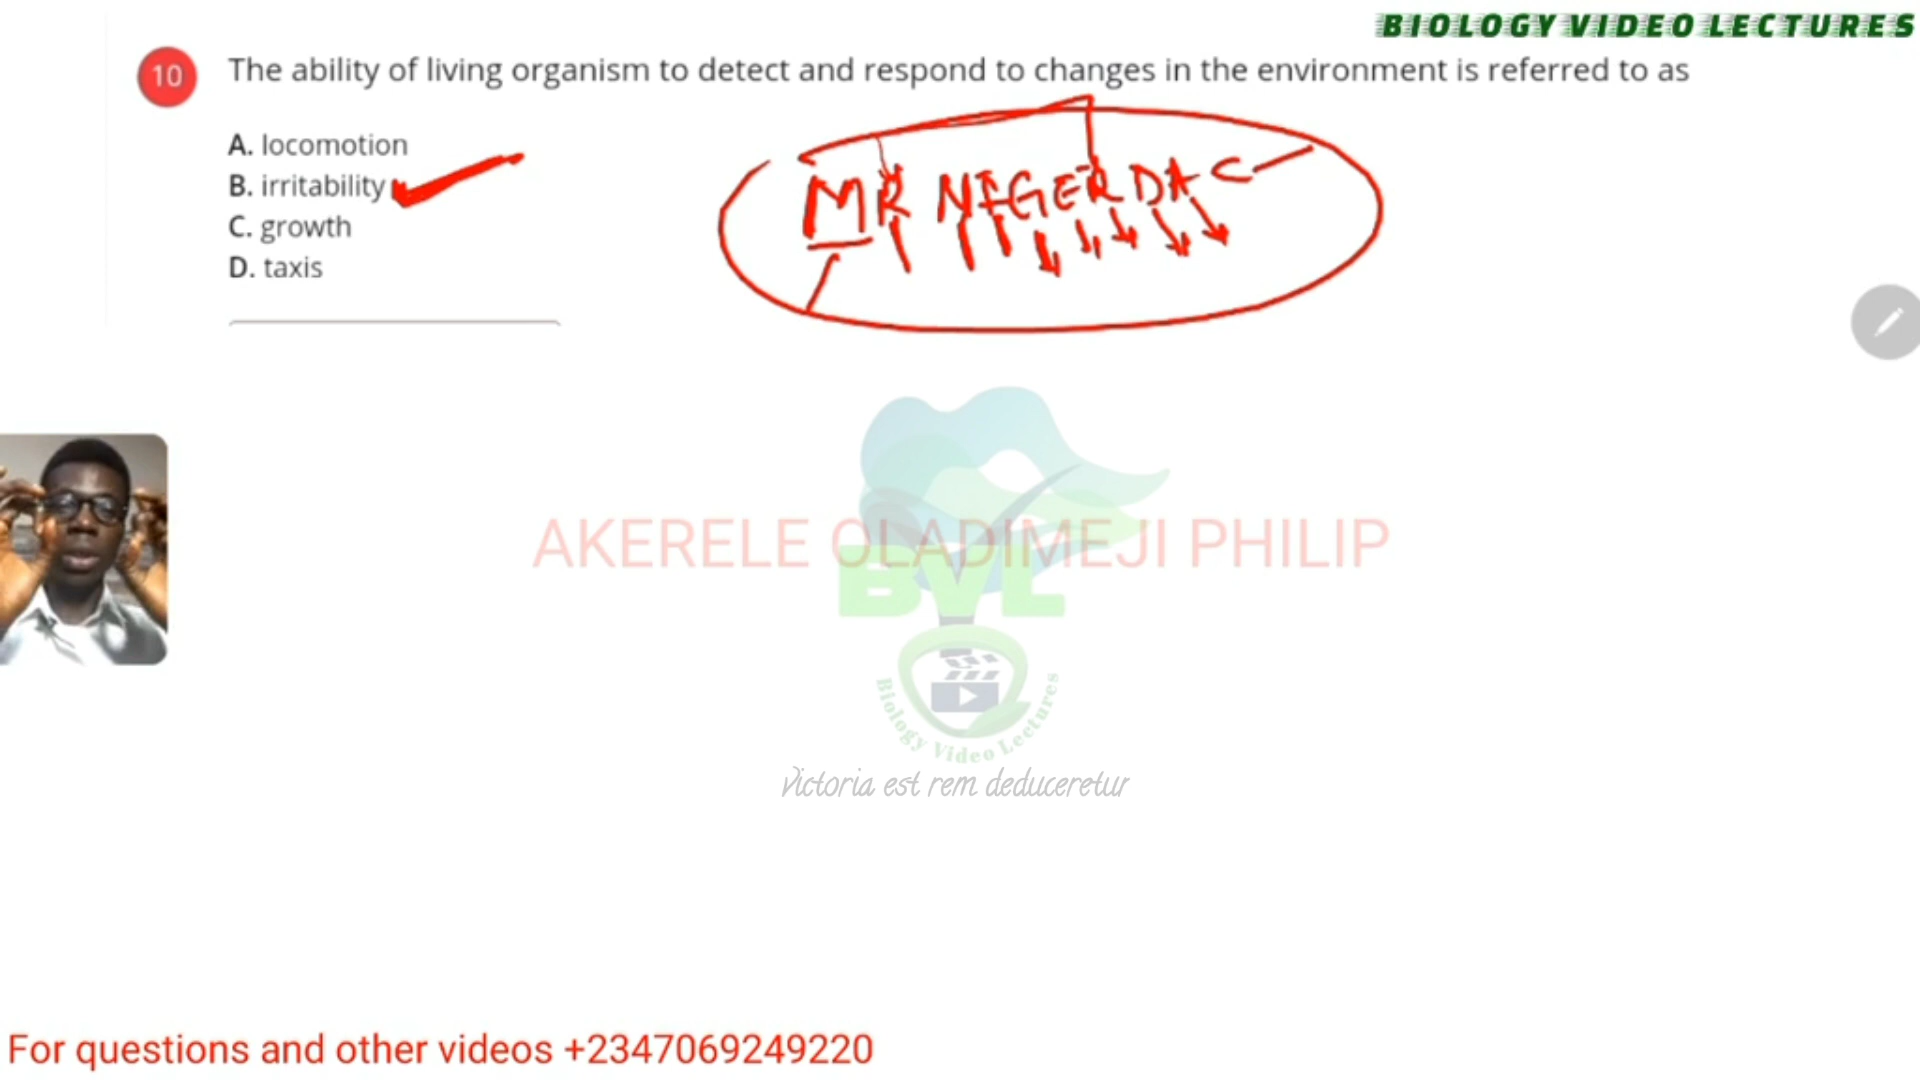 BIOLOGY VIDEO LECTURES
10 The ability of living organism to detect and respond to changes in the environment is referred to as
A. locomotion
B. irritability
C. growth
D. taxis
MR NIGER DAC
AKERELE OLADIMEJI PHILIP
BVL
Biology Video Lectures
Victoria est rem deduceretur
For questions and other videos +2347069249220